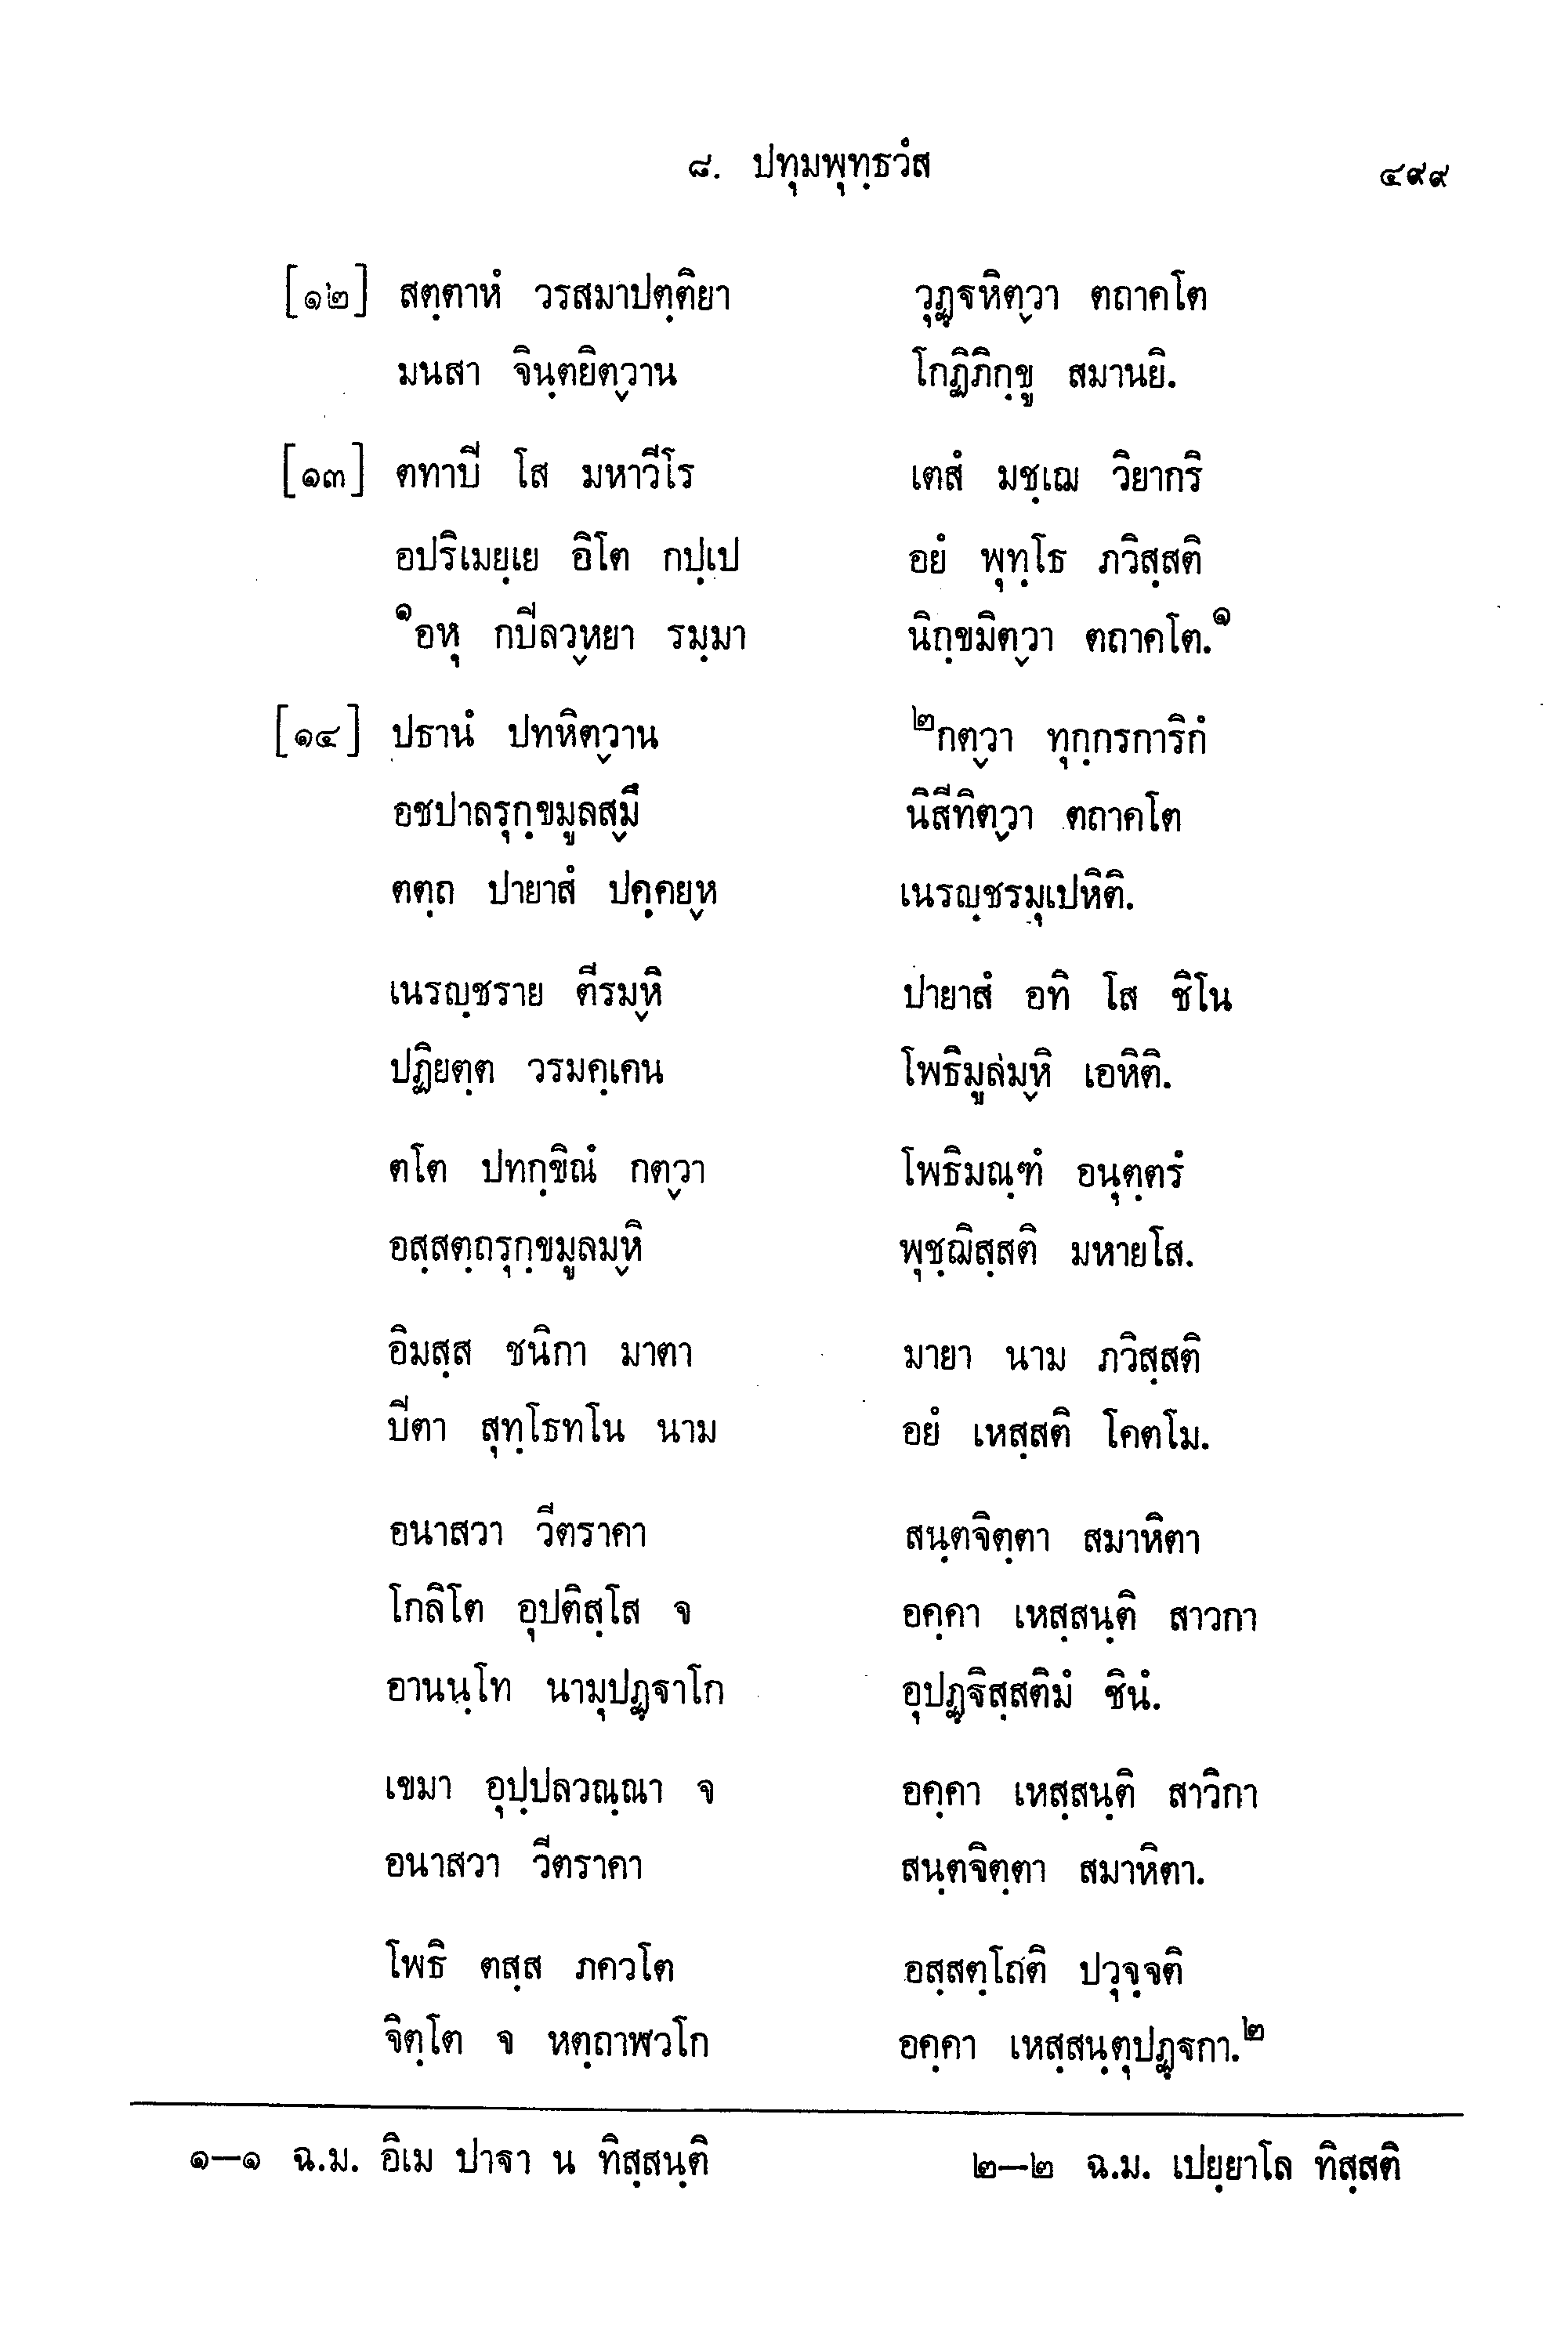 ๘. ปทุมพุทฺธวํส ๔๙๙
[๑๒] สตฺตาหํ วรสมาปตฺติยา วุฏฺฐหิตฺวา ตถาคโต
มนสา จินฺตยิตฺวาน โกฏิภิกฺขู สมานยิ.
[๑๓] ตทาปิ โส มหาวีโร เตสํ มชฺเฌ วิยากริ
อปริเมยฺเย อิโต กปฺเป อยํ พุทฺโธ ภวิสฺสติ
๑อหุ กปิลวฺหยา รมฺมา นิกฺขมิตฺวา ตถาคโต.๑
[๑๔] ปธานํ ปทหิตฺวาน ๒กตฺวา ทุกฺกรการิกํ
อชปาลรุกฺขมูลสฺมึ นิสีทิตฺวา ตถาคโต
ตตฺถ ปายาสํ ปคฺคยฺห เนรญฺชรมุเปหิติ.
เนรญฺชราย ตีรมฺหิ ปายาสํ อทิ โส ชิโน
ปฏิยตฺต วรมคฺเคน โพธิมูลมฺหิ เอหิติ.
ตโต ปทกฺขิณํ กตฺวา โพธิมณฺฑํ อนุตฺตรํ
อสฺสตฺถรุกฺขมูลมฺหิ พุชฺฌิสฺสติ มหายโส.
อิมสฺส ชนิกา มาตา มายา นาม ภวิสฺสติ
ปิตา สุทฺโธทโน นาม อยํ เหสฺสติ โคตโม.
อนาสวา วีตราคา สนฺตจิตฺตา สมาหิตา
โกลิโต อุปติสฺโส จ อคฺคา เหสฺสนฺติ สาวกา
อานนฺโท นามุปฏฺฐาโก อุปฏฺฐิสฺสติมํ ชินํ.
เขมา อุปฺปลวณฺณา จ อคฺคา เหสฺสนฺติ สาวิกา
อนาสวา วีตราคา สนฺตจิตฺตา สมาหิตา.
โพธิ ตสฺส ภควโต อสฺสตฺโถติ ปวุจฺจติ
จิตฺโต จ หตฺถาฬวโก อคฺคา เหสฺสนฺตุปฏฺฐกา.๒
๑–๑ ฉ.ม. อิเม ปาฐา น ทิสฺสนฺติ ๒–๒ ฉ.ม. เปยฺยาโล ทิสฺสติ